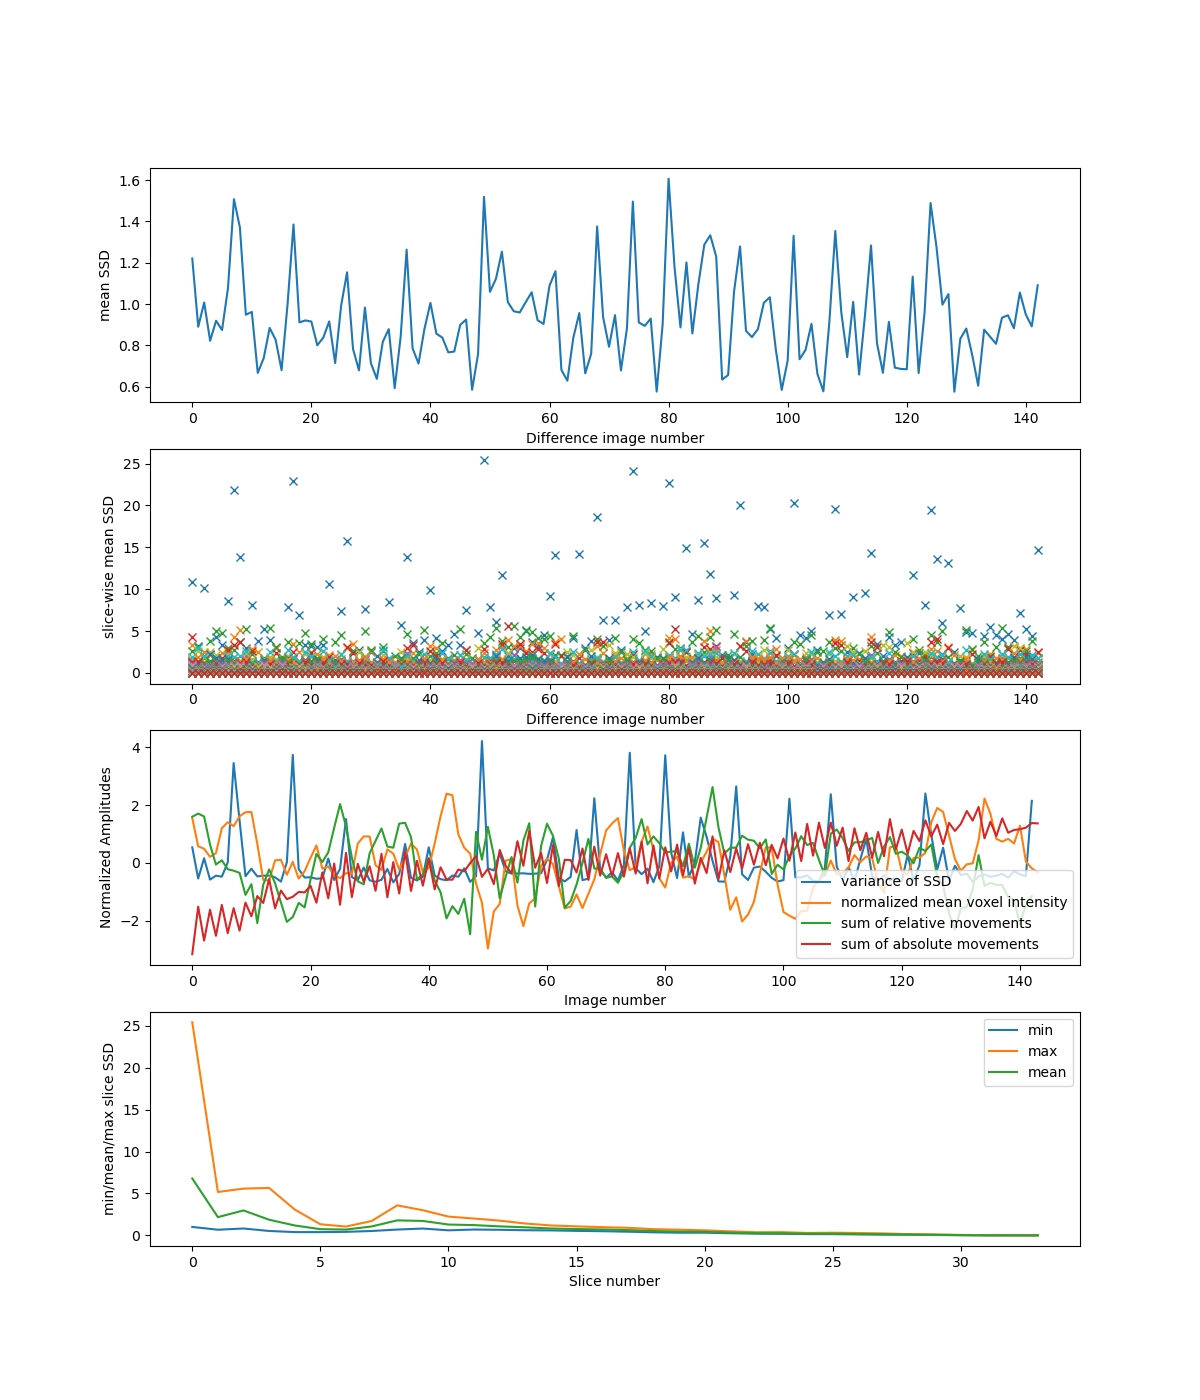 mean SSD
1.6
1.4
1.2
1.0
0.8
0.6
0 20 40 60 80 100 120 140
Difference image number
slice-wise mean SSD
25
20
15
10
5
0
0 20 40 60 80 100 120 140
Difference image number
Normalized Amplitudes
4
2
0
−2
variance of SSD
normalized mean voxel intensity
sum of relative movements
sum of absolute movements
0 20 40 60 80 100 120 140
Image number
min/mean/max slice SSD
25
20
15
10
5
0
min
max
mean
0 5 10 15 20 25 30
Slice number